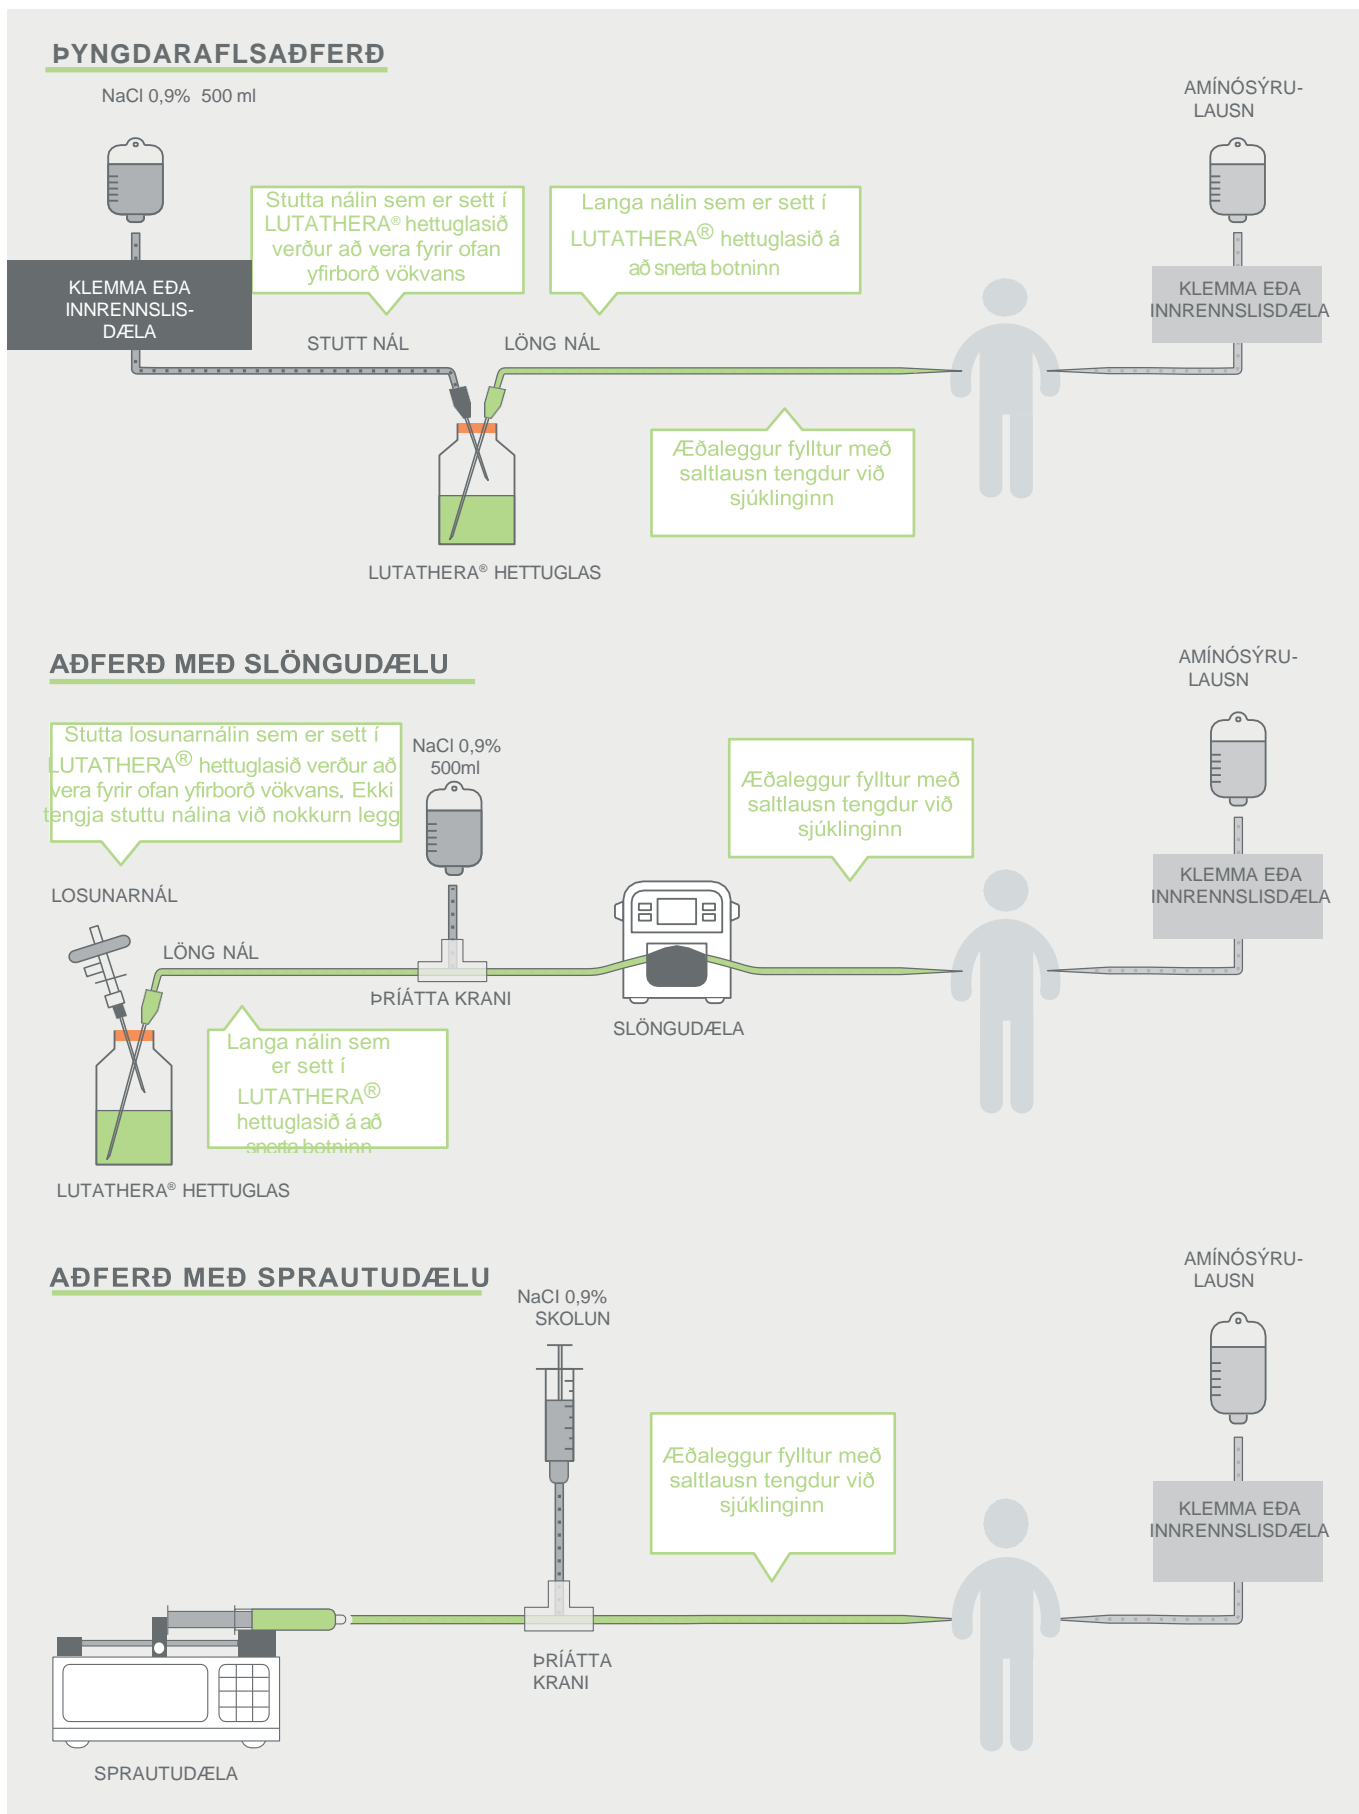 ÞYNGDARAFLSAÐFERÐ
NaCl 0,9% 500 ml
AMÍNÓSÝRU-
LAUSN
Stutta nálin sem er sett í
LUTATHERA® hettuglasið
verður að vera fyrir ofan
yfirborð vökvans
Langa nálin sem er sett í
LUTATHERA® hettuglasið á
að snerta botninn
KLEMMA EÐA
INNRENNSLIS-
DÆLA
KLEMMA EÐA
INNRENNSLISDÆLA
STUTT NÁL
LÖNG NÁL
Æðaleggur fylltur með
saltlausn tengdur við
sjúklinginn
LUTATHERA® HETTUGLAS
AÐFERÐ MEÐ SLÖNGUDÆLU
AMÍNÓSÝRU-
LAUSN
Stutta losunarnálin sem er sett í
LUTATHERA® hettuglasið verður að
vera fyrir ofan yfirborð vökvans. Ekki
tengja stuttu nálina við nokkurn legg
NaCl 0,9%
500ml
Æðaleggur fylltur með
saltlausn tengdur við
sjúklinginn
KLEMMA EÐA
INNRENNSLISDÆLA
LOSUNARNÁL
LÖNG NÁL
ÞRÍÁTTA KRANI
SLÖNGUDÆLA
Langa nálin sem
er sett í
LUTATHERA®
hettuglasið á að
snerta botninn
LUTATHERA® HETTUGLAS
AÐFERÐ MEÐ SPRAUTUDÆLU
AMÍNÓSÝRU-
LAUSN
NaCl 0,9%
SKOLUN
Æðaleggur fylltur með
saltlausn tengdur við
sjúklinginn
KLEMMA EÐA
INNRENNSLISDÆLA
ÞRÍÁTTA
KRANI
SPRAUTUDÆLA